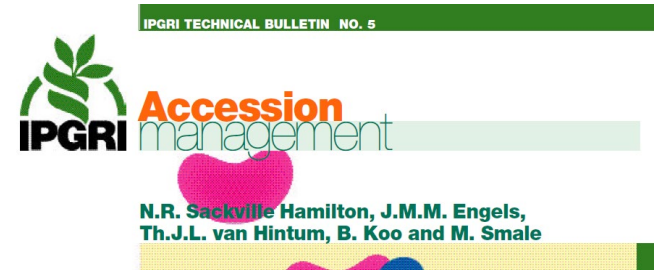 IPGRI TECHNICAL BULLETIN NO. 5
IPGRI
Accession
management
N.R. Sackville Hamilton, J.M.M. Engels,
Th.J.L. van Hintum, B. Koo and M. Smale